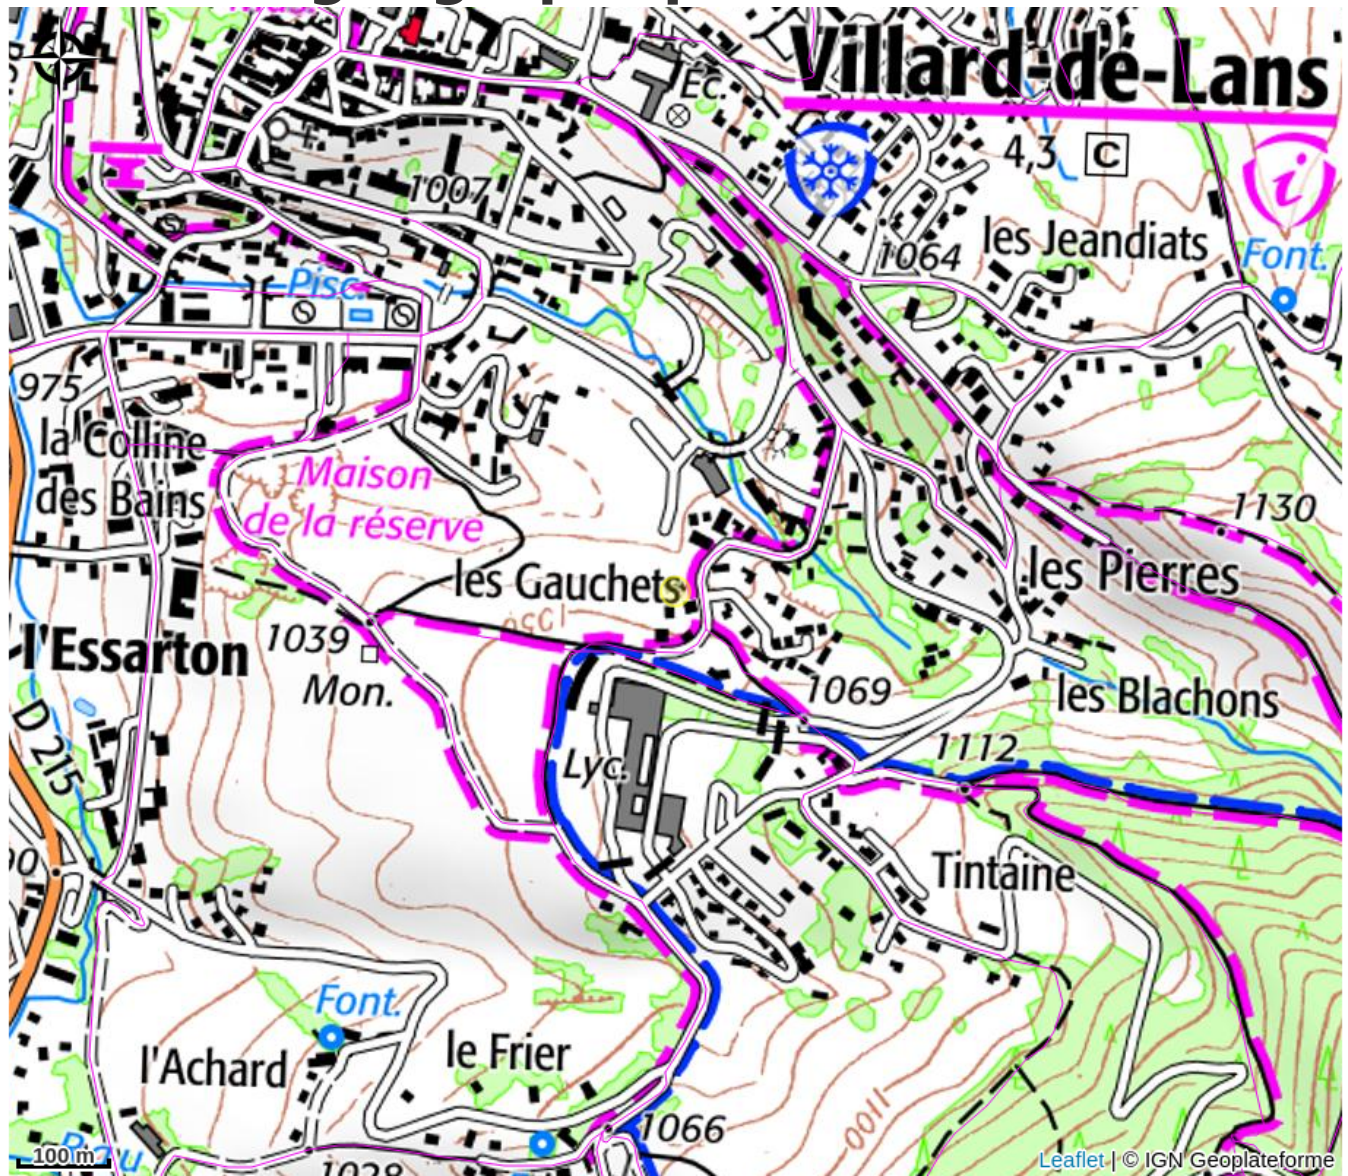 Villard-de-Lans
Éc.
4,3 C
1007
i
les Jeandiats
1064
Font.
Pisc.
975
la Colline
des Bains
Maison
de la réserve
1130
les Gauchets
les Pierres
1050
l'Essarton
1039
Mon.
1069
les Blachons
D 215
1112
Lyc.
Tintaine
Font.
l'Achard
le Frier
1100
1066
100 m
1028
Leaflet | © IGN Geoplateforme